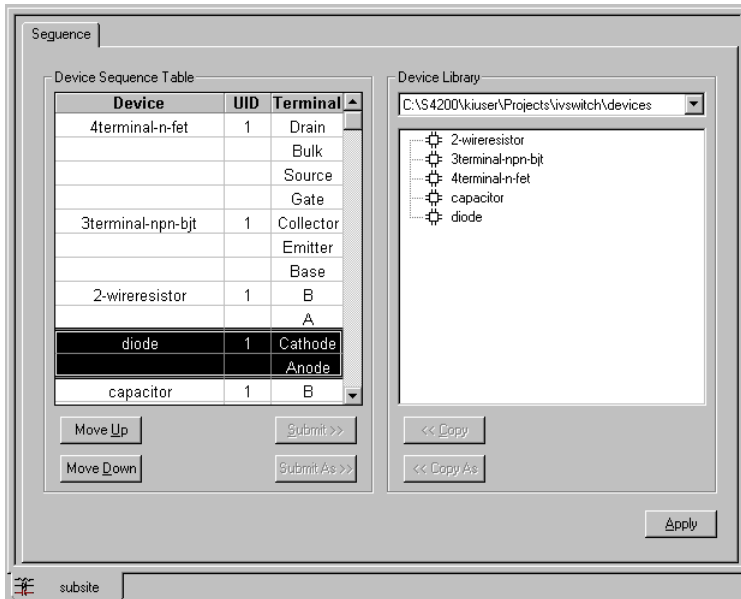 Sequence
Device Sequence Table
Device UID Terminal
4terminal-n-fet 1 Drain
Bulk
Source
Gate
3terminal-npn-bjt 1 Collector
Emitter
Base
2-wireresistor 1 B
A
diode 1 Cathode
Anode
capacitor 1 B
Move Up
Submit >>
Move Down
Submit As >>
Device Library
C:\S4200\kiuser\Projects\ivswitch\devices
2-wireresistor
3terminal-npn-bjt
4terminal-n-fet
capacitor
diode
<< Copy
<< Copy As
Apply
subsite